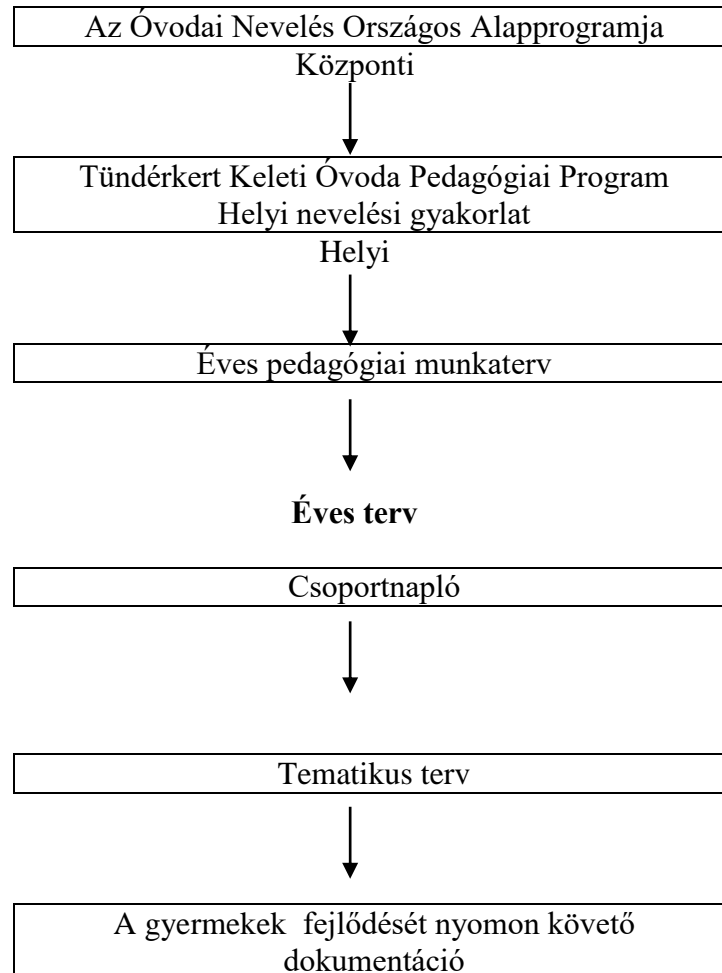 Az Óvodai Nevelés Országos Alapprogramja
Központi
Tündérkert Keleti Óvoda Pedagógiai Program
Helyi nevelési gyakorlat
Helyi
Éves pedagógiai munkaterv
Éves terv
Csoportnapló
Tematikus terv
A gyermekek fejlődését nyomon követő
dokumentáció